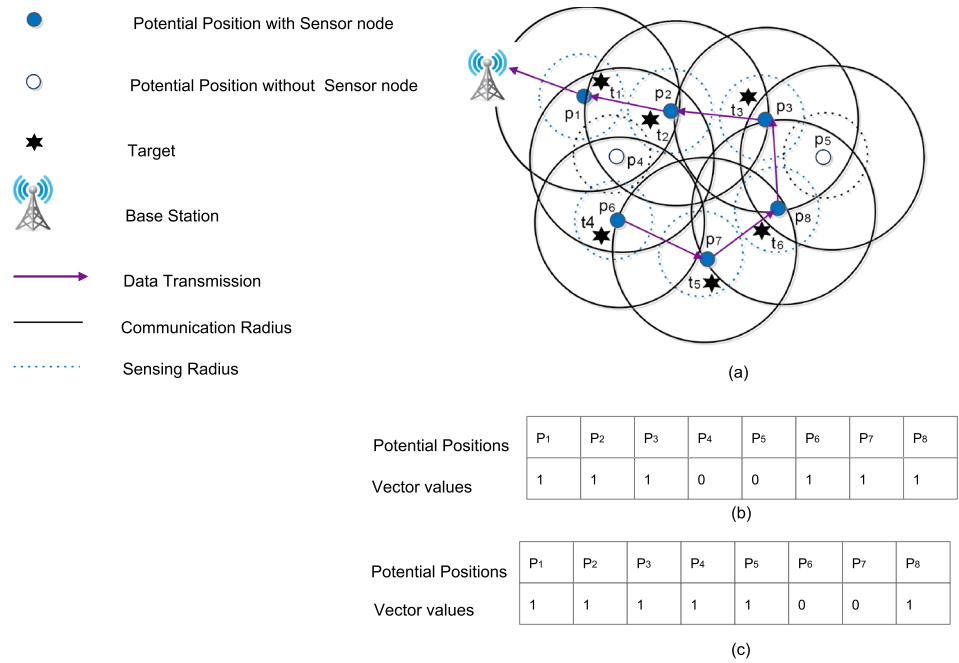 Potential Position with Sensor node
Potential Position without Sensor node
Target
Base Station
Data Transmission
Communication Radius
Sensing Radius
t1
p2
t3
p3
p1
t2
p5
p4
p6
t4
p8
p7
t6
t5
(a)
Potential Positions P1 P2 P3 P4 P5 P6 P7 P8
Vector values 1 1 1 0 0 1 1 1
(b)
Potential Positions P1 P2 P3 P4 P5 P6 P7 P8
Vector values 1 1 1 1 1 0 0 1
(c)